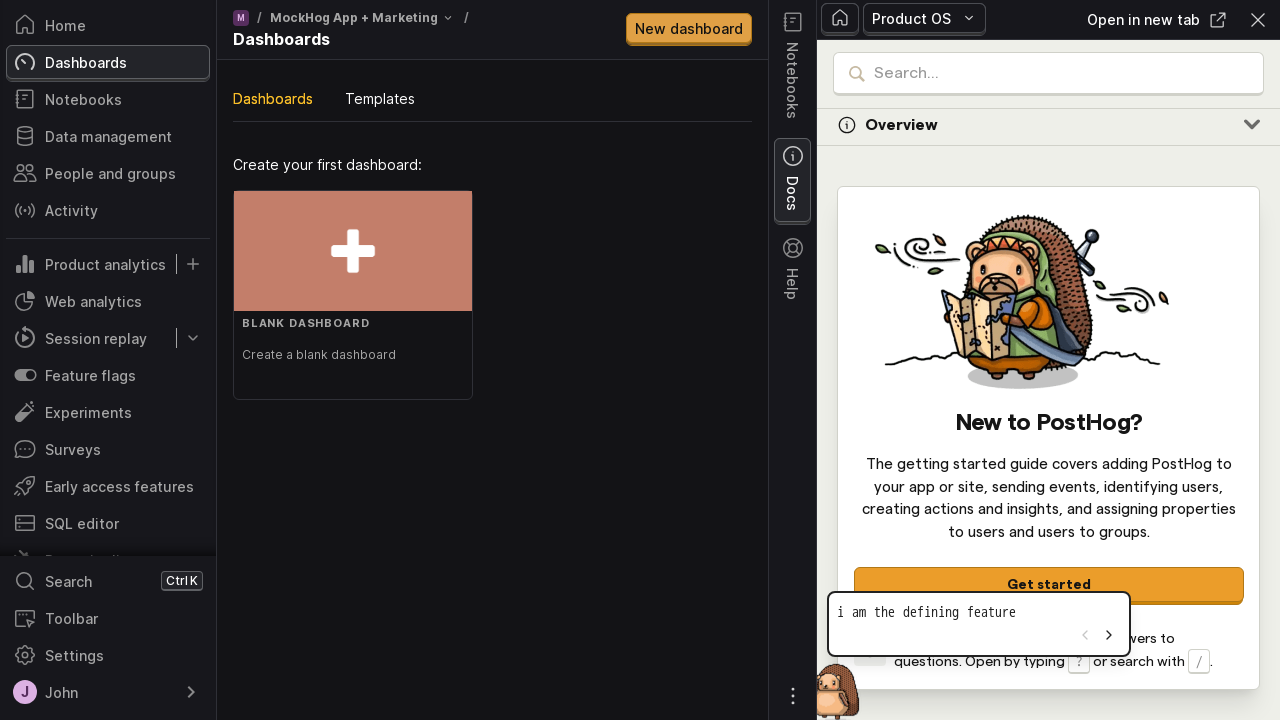 Home
Dashboards
Notebooks
Data management
People and groups
Activity
Product analytics
Web analytics
Session replay
Feature flags
Experiments
Surveys
Early access features
SQL editor
Search Ctrl K
Toolbar
Settings
J John
M / MockHog App + Marketing /
Dashboards
New dashboard
Dashboards Templates
Create your first dashboard:
BLANK DASHBOARD
Create a blank dashboard
Notebooks
Docs
Help
Product OS
Open in new tab
Search...
Overview
New to PostHog?
The getting started guide covers adding PostHog to
your app or site, sending events, identifying users,
creating actions and insights, and assigning properties
to users and users to groups.
Get started
i am the defining feature
to
questions. Open by typing ? or search with / .